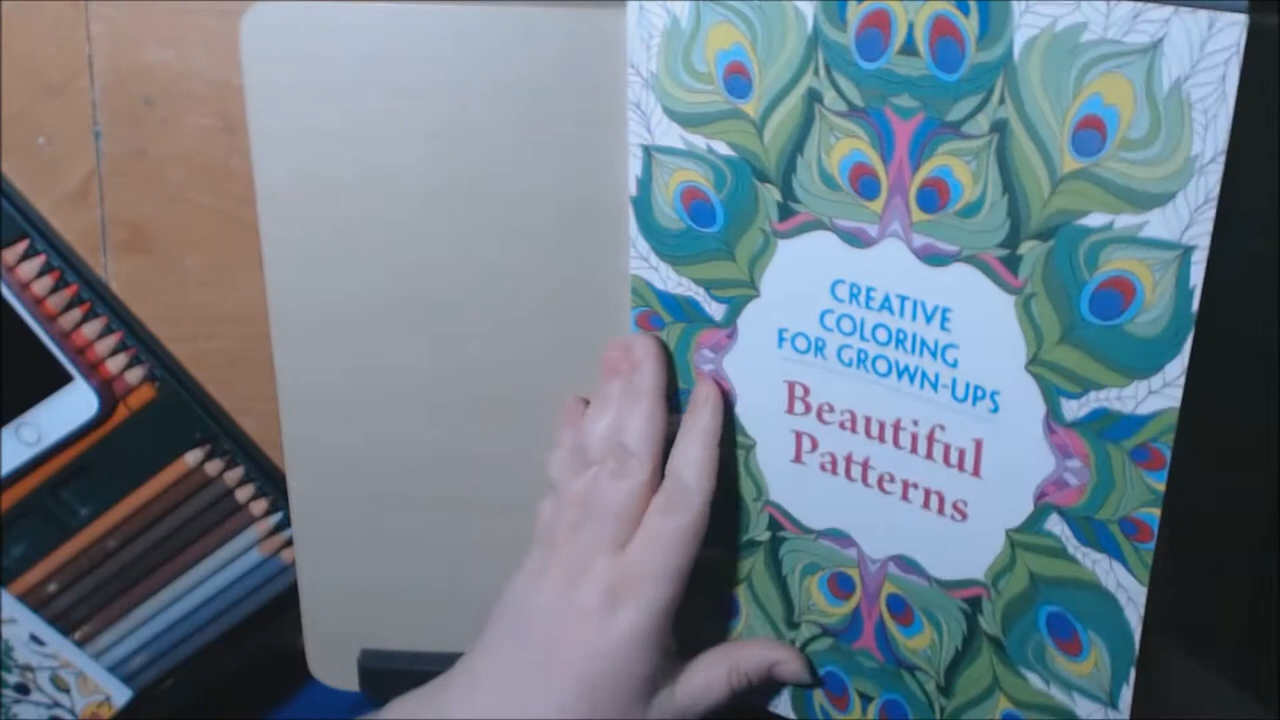 CREATIVE
COLORING
FOR GROWN-UPS
Beautiful
Patterns